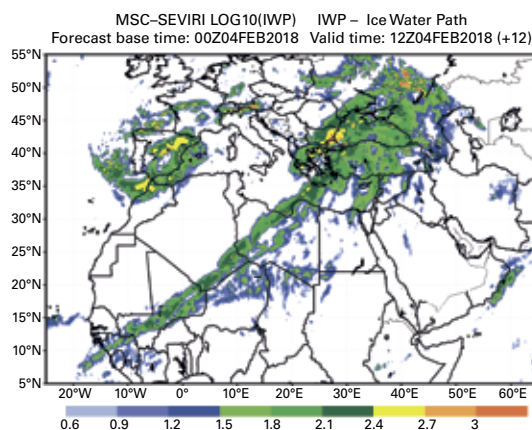 MSC–SEVIRI LOG10(IWP) IWP – Ice Water Path
Forecast base time: 00Z04FEB2018 Valid time: 12Z04FEB2018 (+12)
55°N
50°N
45°N
40°N
35°N
30°N
25°N
20°N
15°N
10°N
5°N
20°W 10°W 0° 10°E 20°E 30°E 40°E 50°E 60°E
0.6 0.9 1.2 1.5 1.8 2.1 2.4 2.7 3